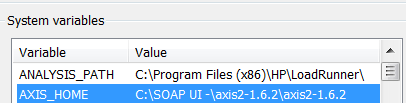 System variables
Variable Value
ANALYSIS_PATH C:\Program Files (x86)\HP\LoadRunner\
AXIS_HOME C:\SOAP UI -\axis2-1.6.2\axis2-1.6.2